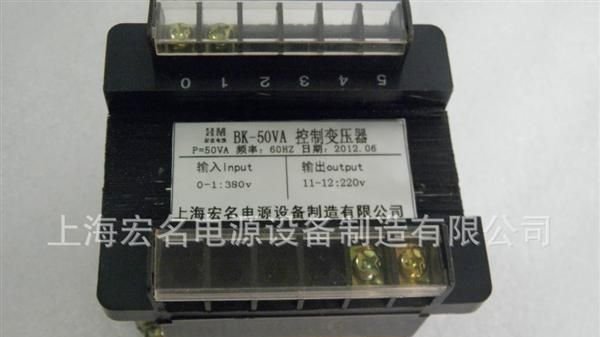 5 4 3 2 1 0
HM
BK-50VA 控制变压器
P=50VA 频率: 60HZ 日期: 2012.06
输入input
输出output
0-1:380v
11-12:220v
上海宏名电源设备制造有限公司
上海宏名电源设备制造有限公司